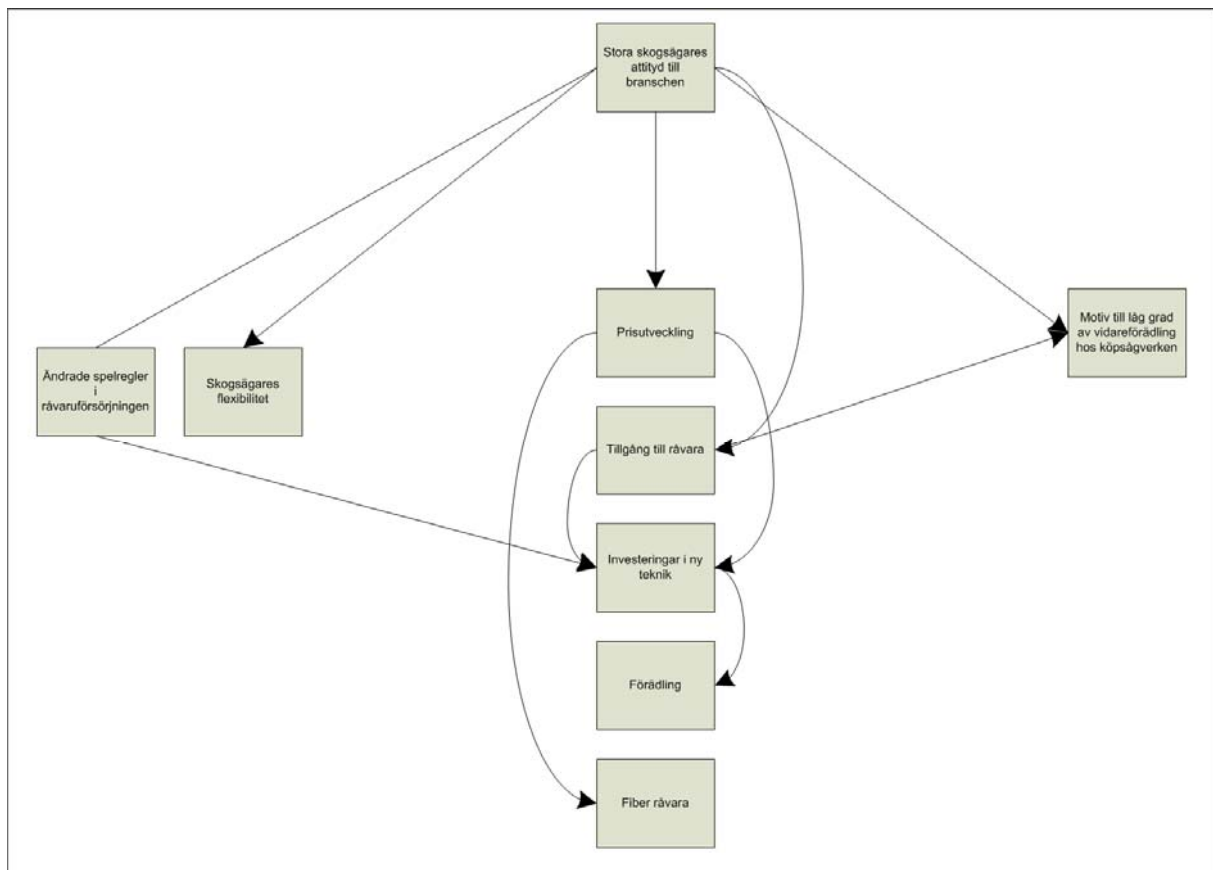 Stora skogsägares
attityd till
branschen
Prisutveckling
Motiv till låg grad
av vidareförädling
hos köpsågverken
Ändrade spelregler
i
råvaruförsörjningen
Skogsägares
flexibilitet
Tillgång till råvara
Investeringar i ny
teknik
Förädling
Fiber råvara